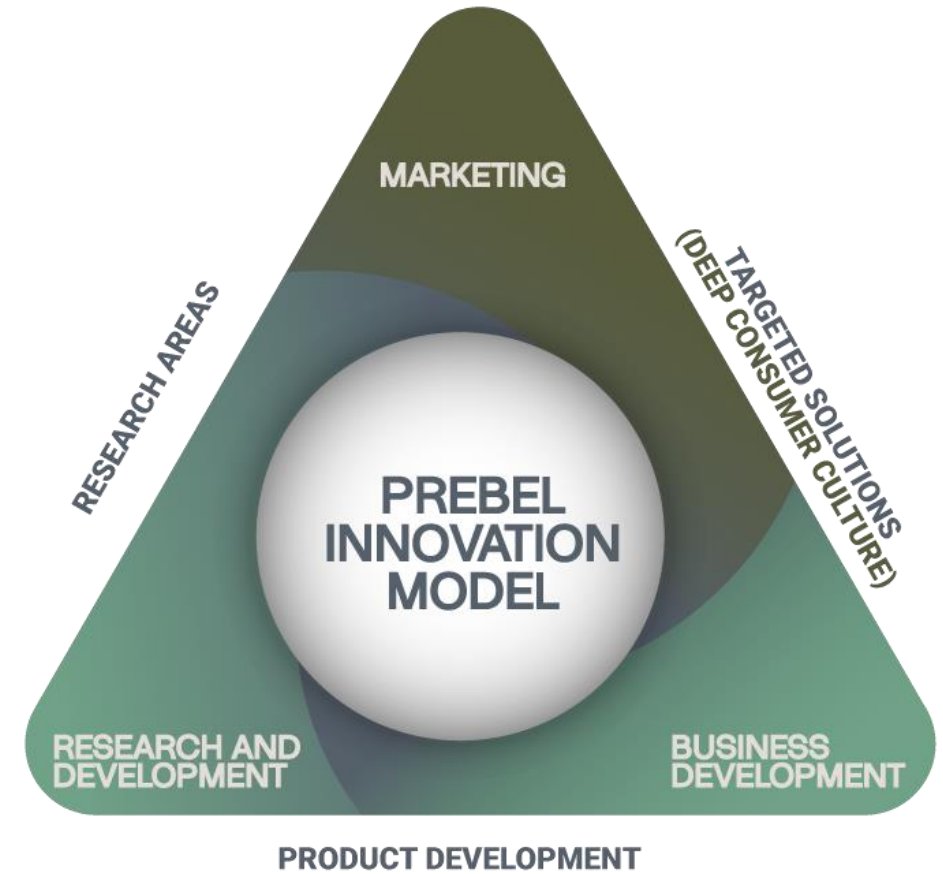 MARKETING
RESEARCH AREAS
TARGETED SOLUTIONS
(DEEP CONSUMER CULTURE)
PREBEL
INNOVATION
MODEL
RESEARCH AND
DEVELOPMENT
BUSINESS
DEVELOPMENT
PRODUCT DEVELOPMENT